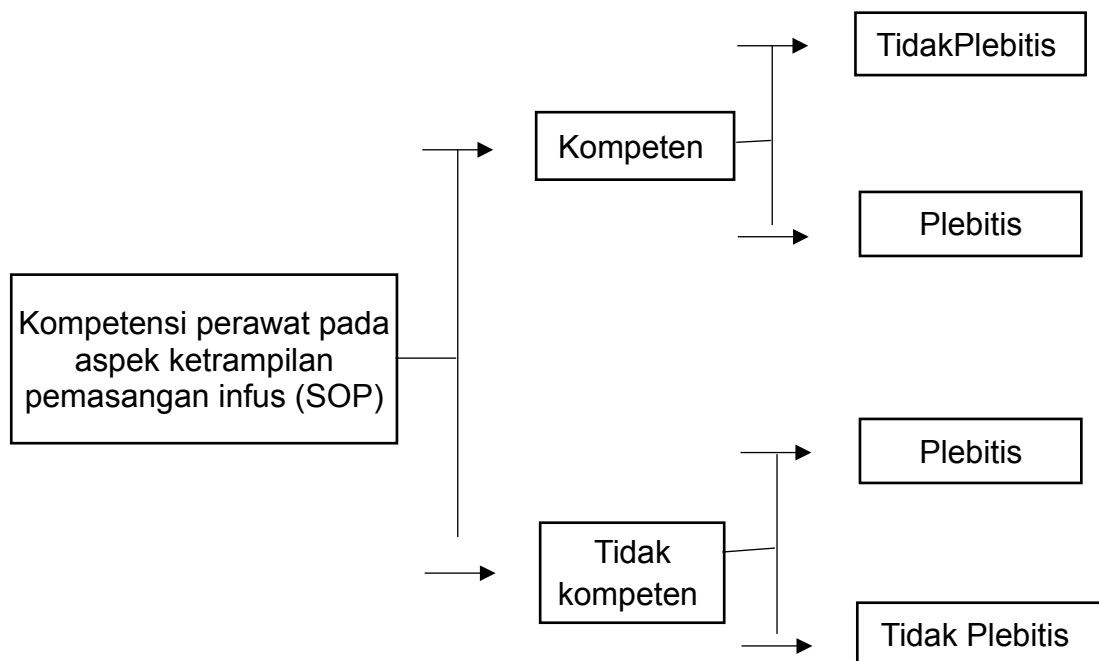 TidakPlebitis
Kompeten
Plebitis
Kompetensi perawat pada
aspek ketrampilan
pemasangan infus (SOP)
Plebitis
Tidak
kompeten
Tidak Plebitis